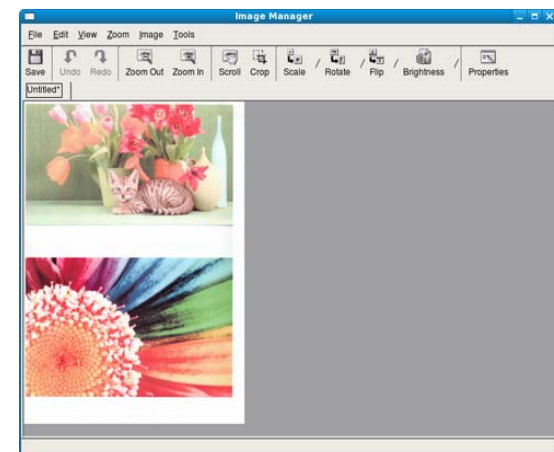 Image Manager
File Edit View Zoom Image Tools
Save Undo Redo Zoom Out Zoom In Scroll Crop Scale / Rotate / Flip / Brightness / Properties
Untitled*